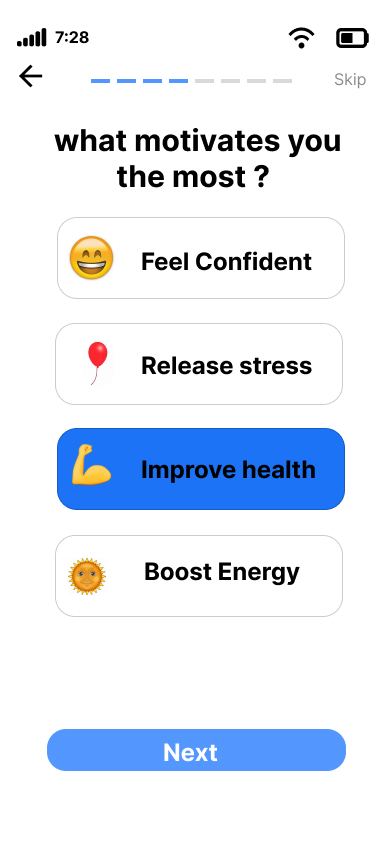 7:28
Skip
what motivates you
the most ?
Feel Confident
Release stress
Improve health
Boost Energy
Next